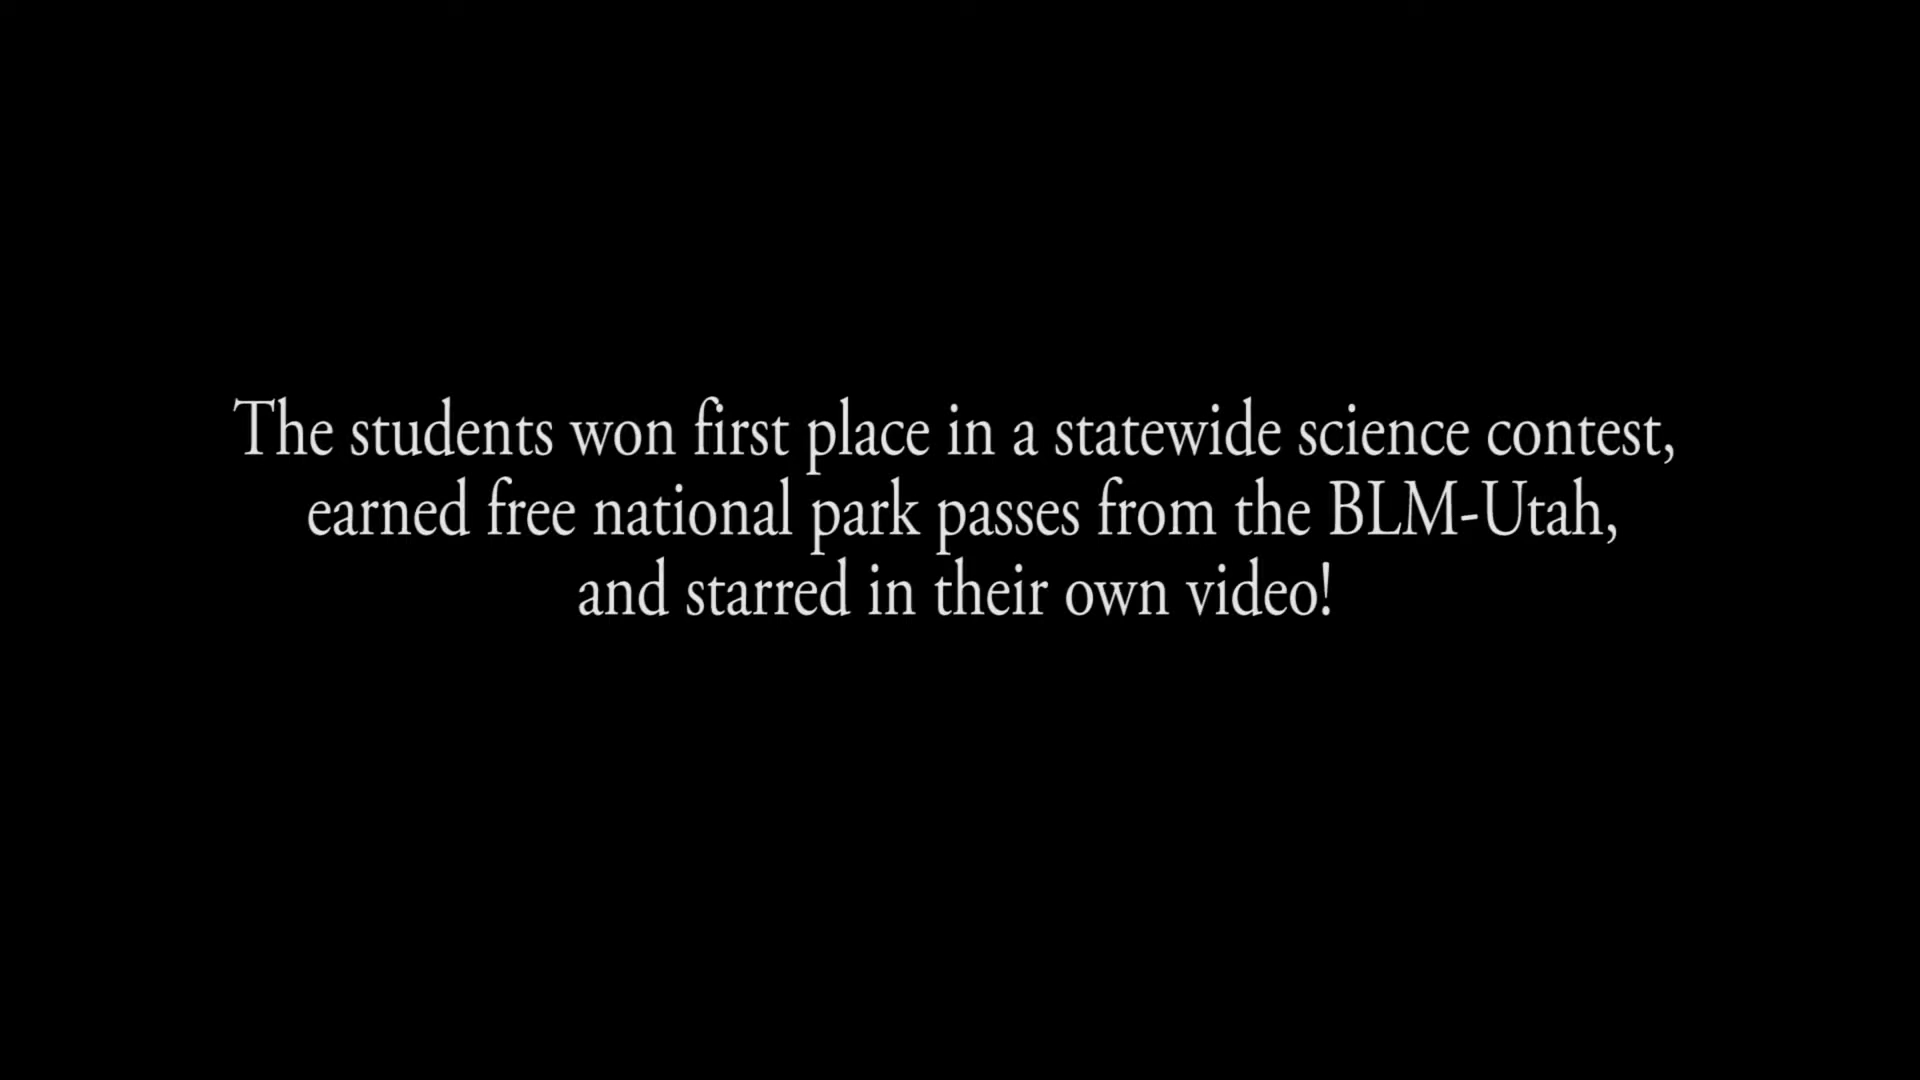 The students won first place in a statewide science contest,
earned free national park passes from the BLM-Utah,
and starred in their own video!